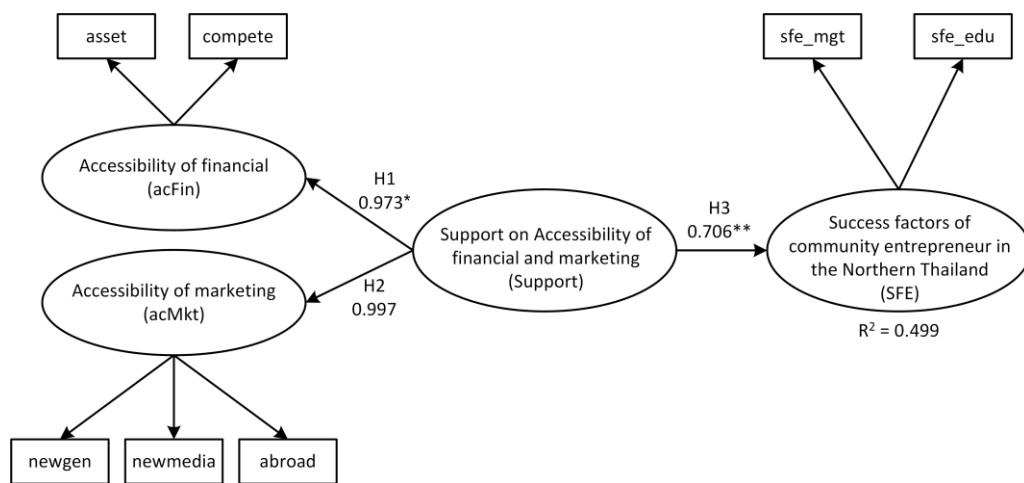 asset
compete
sfe_mgt
sfe_edu
Accessibility of financial
(acFin)
H1
0.973*
Support on Accessibility of
financial and marketing
(Support)
H3
0.706**
Success factors of
community entrepreneur in
the Northern Thailand
(SFE)
R² = 0.499
Accessibility of marketing
(acMkt)
H2
0.997
newgen
newmedia
abroad